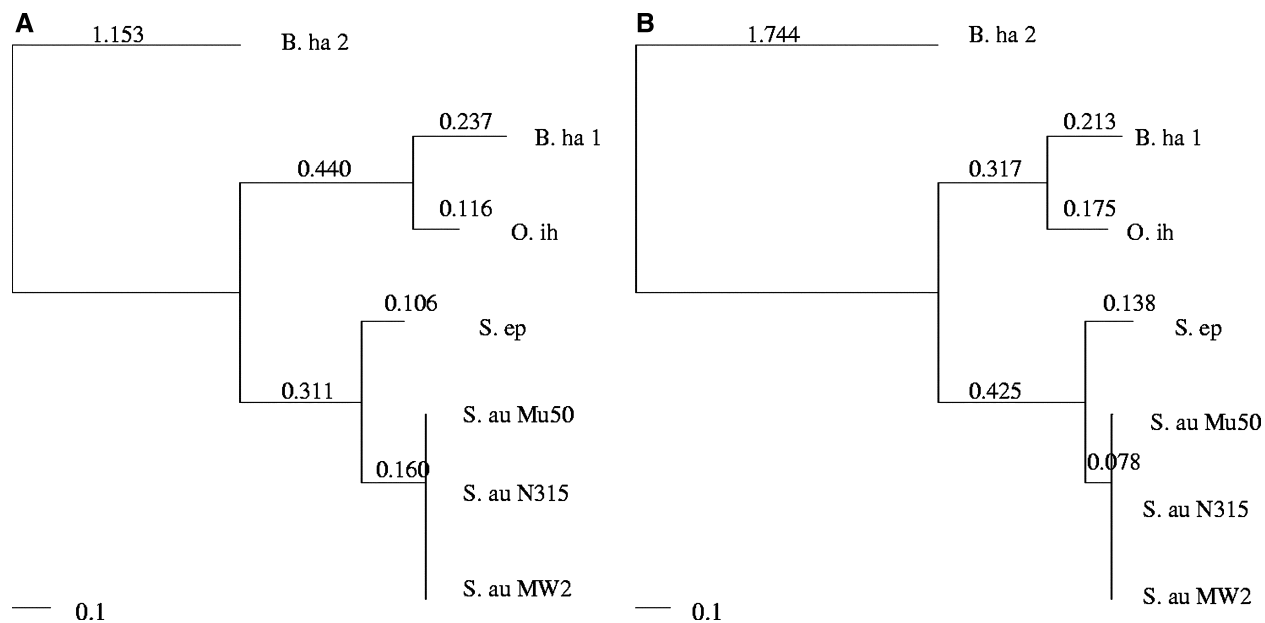 A
1.153
B. ha 2
0.237
B. ha 1
0.440
0.116
O. ih
0.106
S. ep
0.311
S. au Mu50
0.160
S. au N315
S. au MW2
0.1
B
1.744
B. ha 2
0.213
B. ha 1
0.317
0.175
O. ih
0.138
S. ep
0.425
S. au Mu50
0.078
S. au N315
S. au MW2
0.1